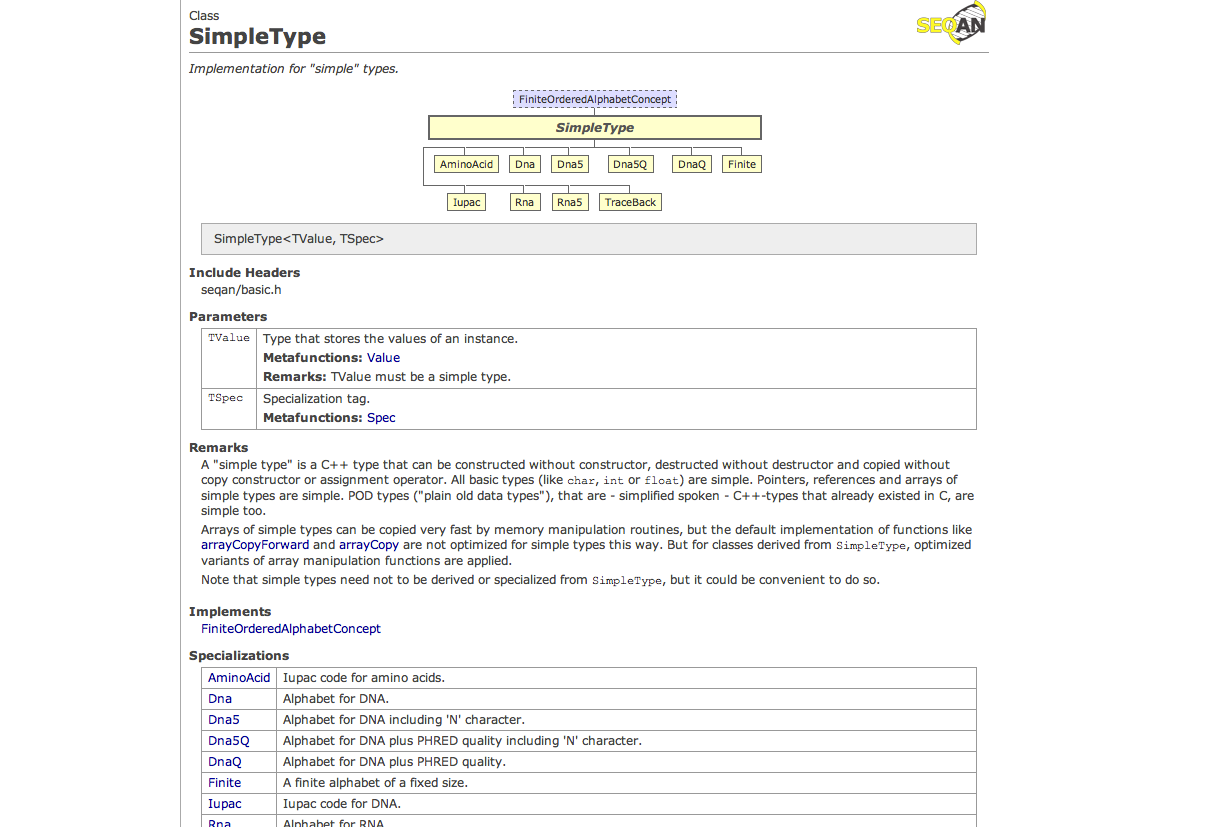 Class
SimpleType
SEQAN
Implementation for "simple" types.
FiniteOrderedAlphabetConcept
SimpleType
AminoAcid Dna Dna5 Dna5Q DnaQ Finite
Iupac Rna Rna5 TraceBack
SimpleType<TValue, TSpec>
Include Headers
seqan/basic.h
Parameters
TValue Type that stores the values of an instance.
Metafunctions: Value
Remarks: TValue must be a simple type.
TSpec Specialization tag.
Metafunctions: Spec
Remarks
A "simple type" is a C++ type that can be constructed without constructor, destructed without destructor and copied without
copy constructor or assignment operator. All basic types (like char, int or float) are simple. Pointers, references and arrays of
simple types are simple. POD types ("plain old data types"), that are - simplified spoken - C++-types that already existed in C, are
simple too.
Arrays of simple types can be copied very fast by memory manipulation routines, but the default implementation of functions like
arrayCopyForward and arrayCopy are not optimized for simple types this way. But for classes derived from SimpleType, optimized
variants of array manipulation functions are applied.
Note that simple types need not to be derived or specialized from SimpleType, but it could be convenient to do so.
Implements
FiniteOrderedAlphabetConcept
Specializations
AminoAcid Iupac code for amino acids.
Dna Alphabet for DNA.
Dna5 Alphabet for DNA including 'N' character.
Dna5Q Alphabet for DNA plus PHRED quality including 'N' character.
DnaQ Alphabet for DNA plus PHRED quality.
Finite A finite alphabet of a fixed size.
Iupac Iupac code for DNA.
Rna Alphabet for RNA